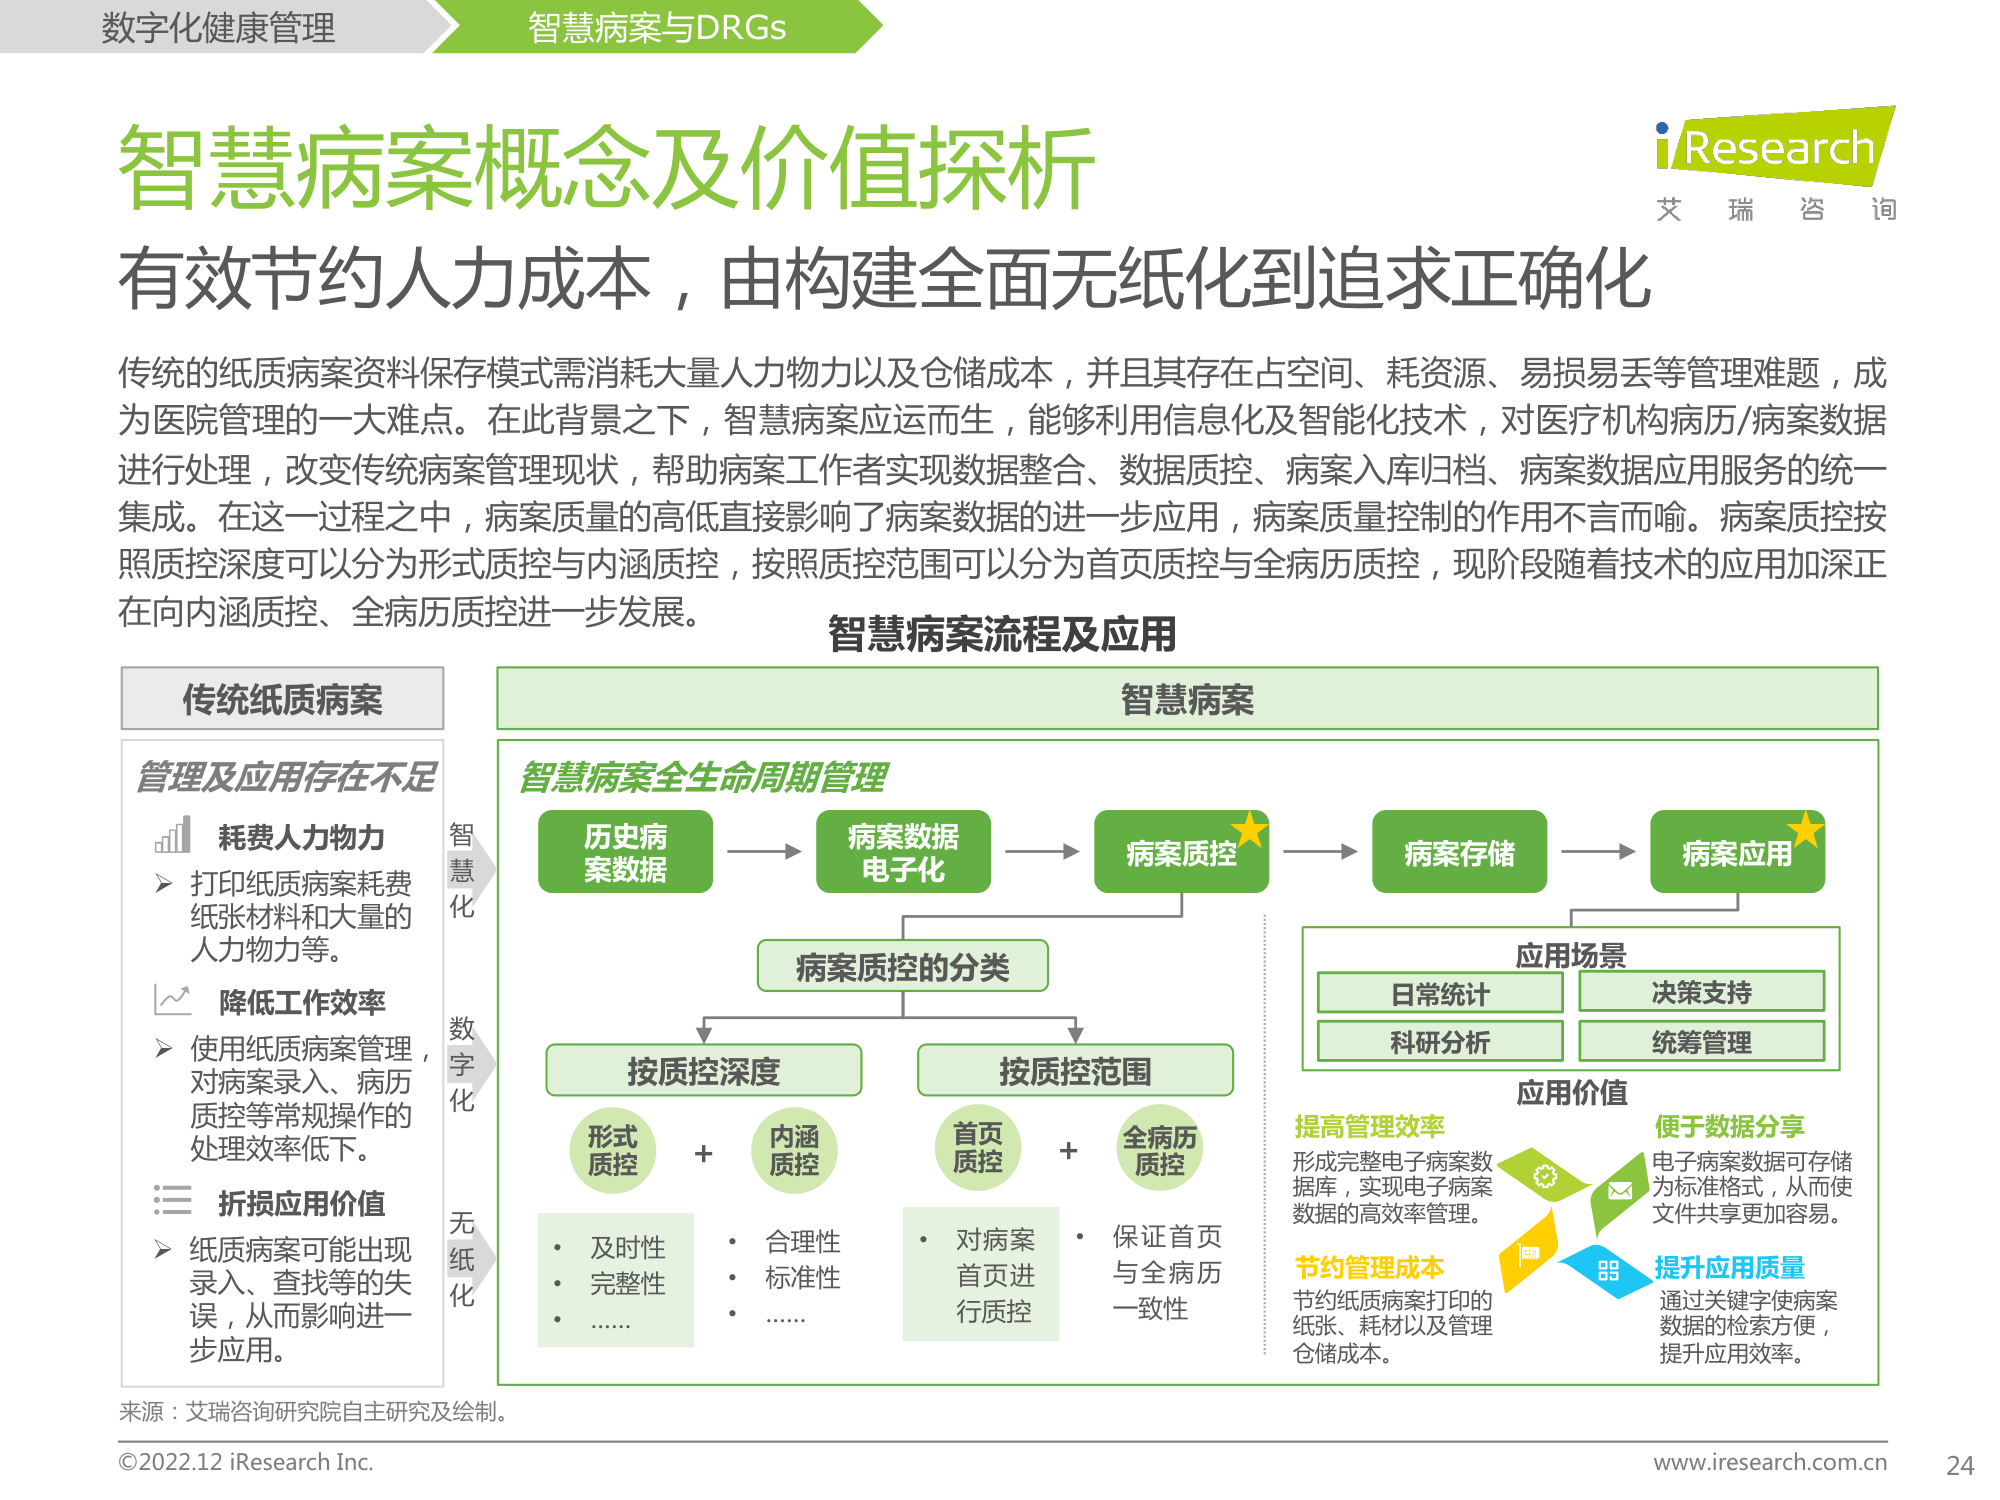 数字化健康管理
智慧病案与DRGs
智慧病案概念及价值探析
iResearch
艾瑞咨询
有效节约人力成本，由构建全面无纸化到追求正确化
传统的纸质病案资料保存模式需消耗大量人力物力以及仓储成本，并且其存在占空间、耗资源、易损易丢等管理难题，成
为医院管理的一大难点。在此背景之下，智慧病案应运而生，能够利用信息化及智能化技术，对医疗机构病历/病案数据
进行处理，改变传统病案管理现状，帮助病案工作者实现数据整合、数据质控、病案入库归档、病案数据应用服务的统一
集成。在这一过程之中，病案质量的高低直接影响了病案数据的进一步应用，病案质量控制的作用不言而喻。病案质控按
照质控深度可以分为形式质控与内涵质控，按照质控范围可以分为首页质控与全病历质控，现阶段随着技术的应用加深正
在向内涵质控、全病历质控进一步发展。
智慧病案流程及应用
传统纸质病案
管理及应用存在不足
耗费人力物力
➢ 打印纸质病案耗费
纸张材料和大量的
人力物力等。
降低工作效率
➢ 使用纸质病案管理，
对病案录入、病历
质控等常规操作的
处理效率低下。
折损应用价值
➢ 纸质病案可能出现
录入、查找等的失
误，从而影响进一
步应用。
智
慧
化
数
字
化
无
纸
化
智慧病案
智慧病案全生命周期管理
历史病
案数据
病案数据
电子化
病案质控
病案存储
病案应用
病案质控的分类
按质控深度
按质控范围
形式
质控
+
内涵
质控
首页
质控
+
全病历
质控
• 及时性
• 完整性
• ……
• 合理性
• 标准性
• ……
• 对病案
首页进
行质控
• 保证首页
与全病历
一致性
应用场景
日常统计
决策支持
科研分析
统筹管理
应用价值
提高管理效率
形成完整电子病案数
据库，实现电子病案
数据的高效率管理。
便于数据分享
电子病案数据可存储
为标准格式，从而使
文件共享更加容易。
节约管理成本
节约纸质病案打印的
纸张、耗材以及管理
仓储成本。
提升应用质量
通过关键字使病案
数据的检索方便，
提升应用效率。
来源：艾瑞咨询研究院自主研究及绘制。
©2022.12 iResearch Inc.
www.iresearch.com.cn
24